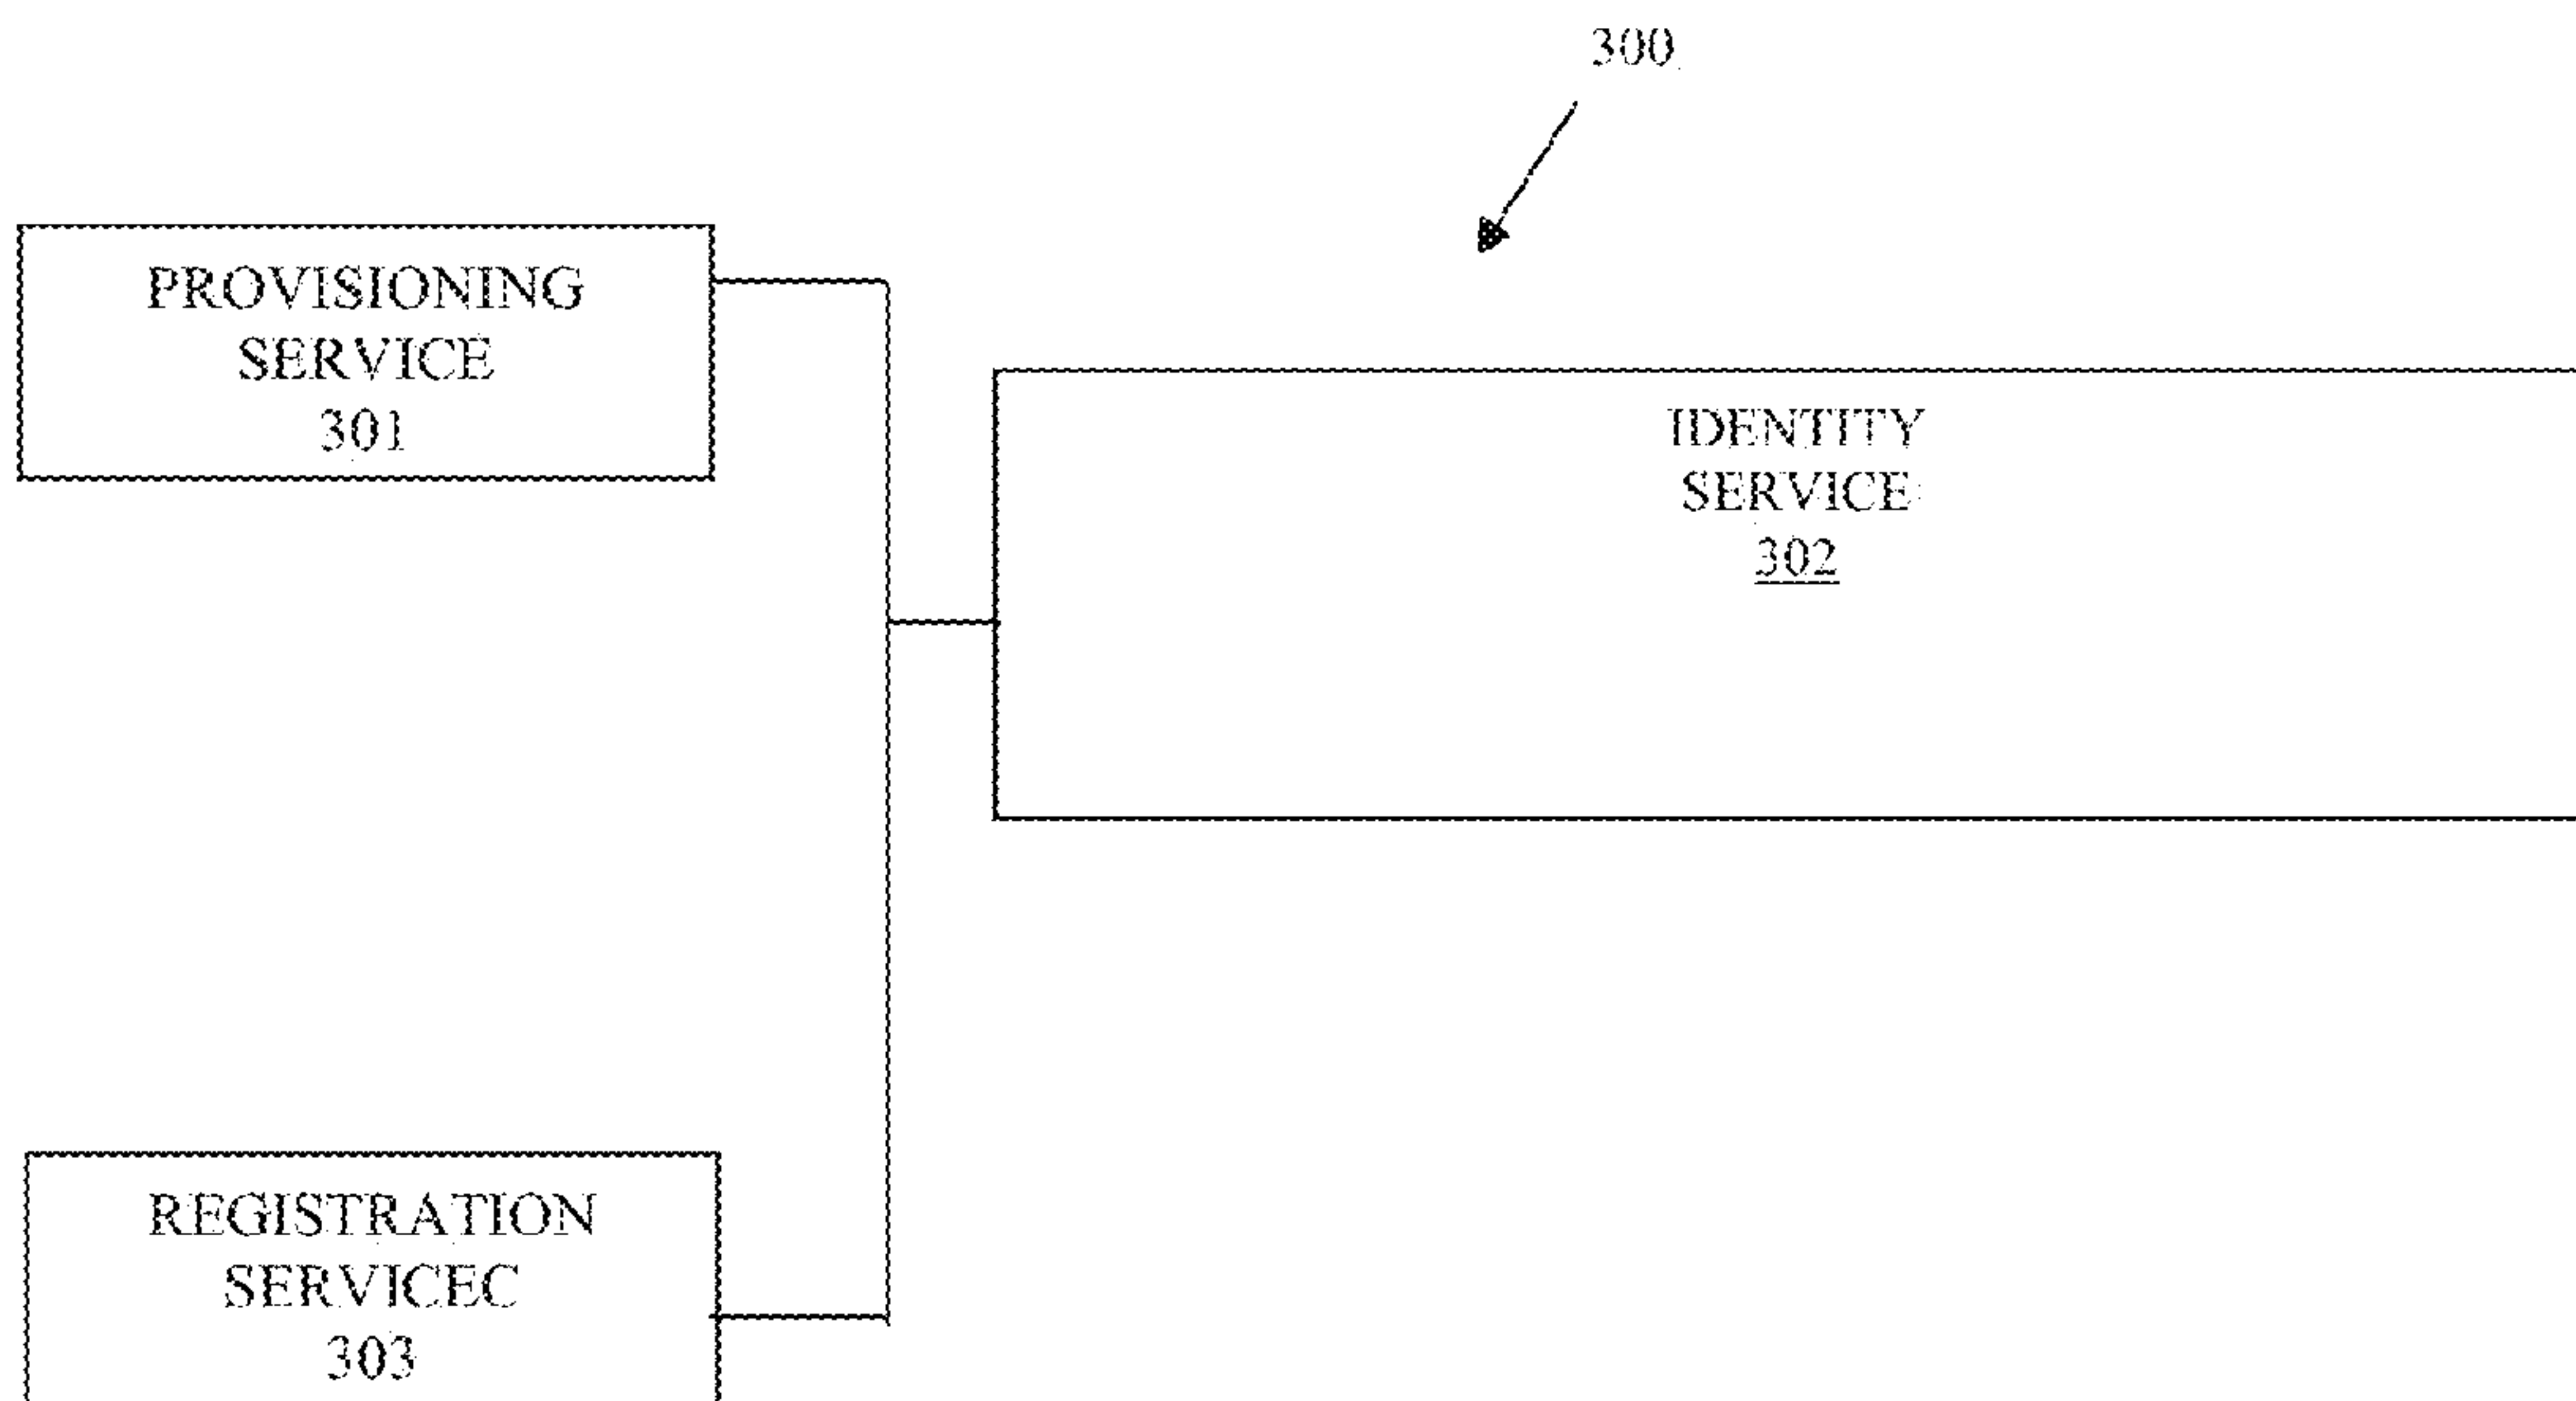 300
PROVISIONING
SERVICE
301
IDENTITY
SERVICE
302
REGISTRATION
SERVICEC
303